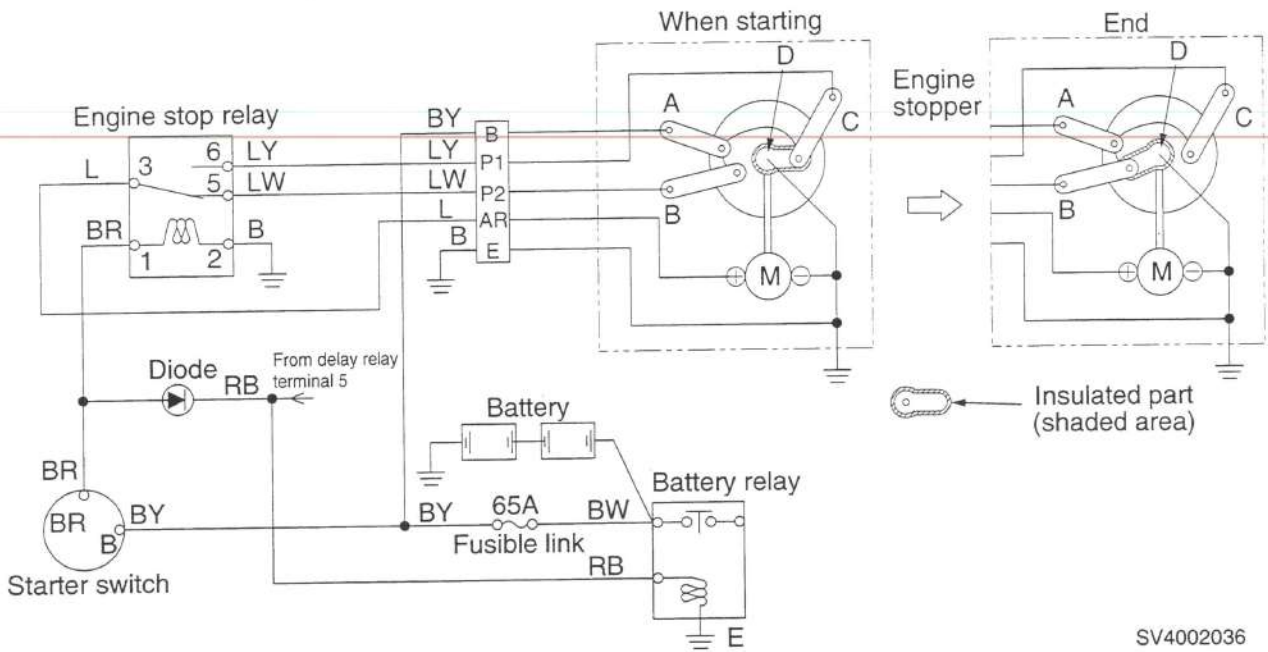 When starting
End
D
D
Engine stopper
A
A
C
C
B
B
M
M
Engine stop relay
BY
B
6
LY
LY
P1
L
3
5
LW
LW
P2
L
AR
BR
B
B
E
1
2
Diode
RB
From delay relay
terminal 5
Battery
Insulated part
(shaded area)
BR
BR
BY
B
BY
65A
BW
Battery relay
Fusible link
RB
Starter switch
E
SV4002036